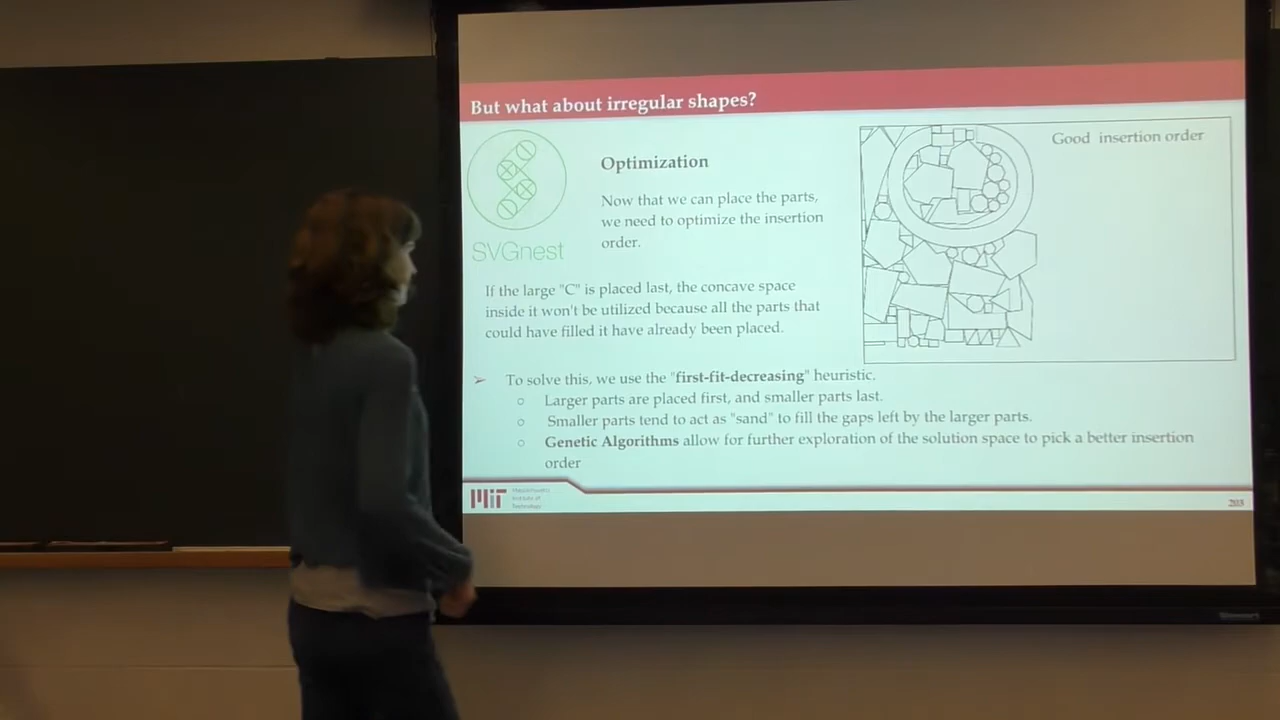 But what about irregular shapes?
Optimization
Good insertion order
Now that we can place the parts,
we need to optimize the insertion
order.
SVGnest
If the large "C" is placed last, the concave space
inside it won't be utilized because all the parts that
could have filled it have already been placed.
➢ To solve this, we use the "first-fit-decreasing" heuristic.
○ Larger parts are placed first, and smaller parts last.
○ Smaller parts tend to act as "sand" to fill the gaps left by the larger parts.
○ Genetic Algorithms allow for further exploration of the solution space to pick a better insertion
order
MIT
Massachusetts
Institute of
Technology